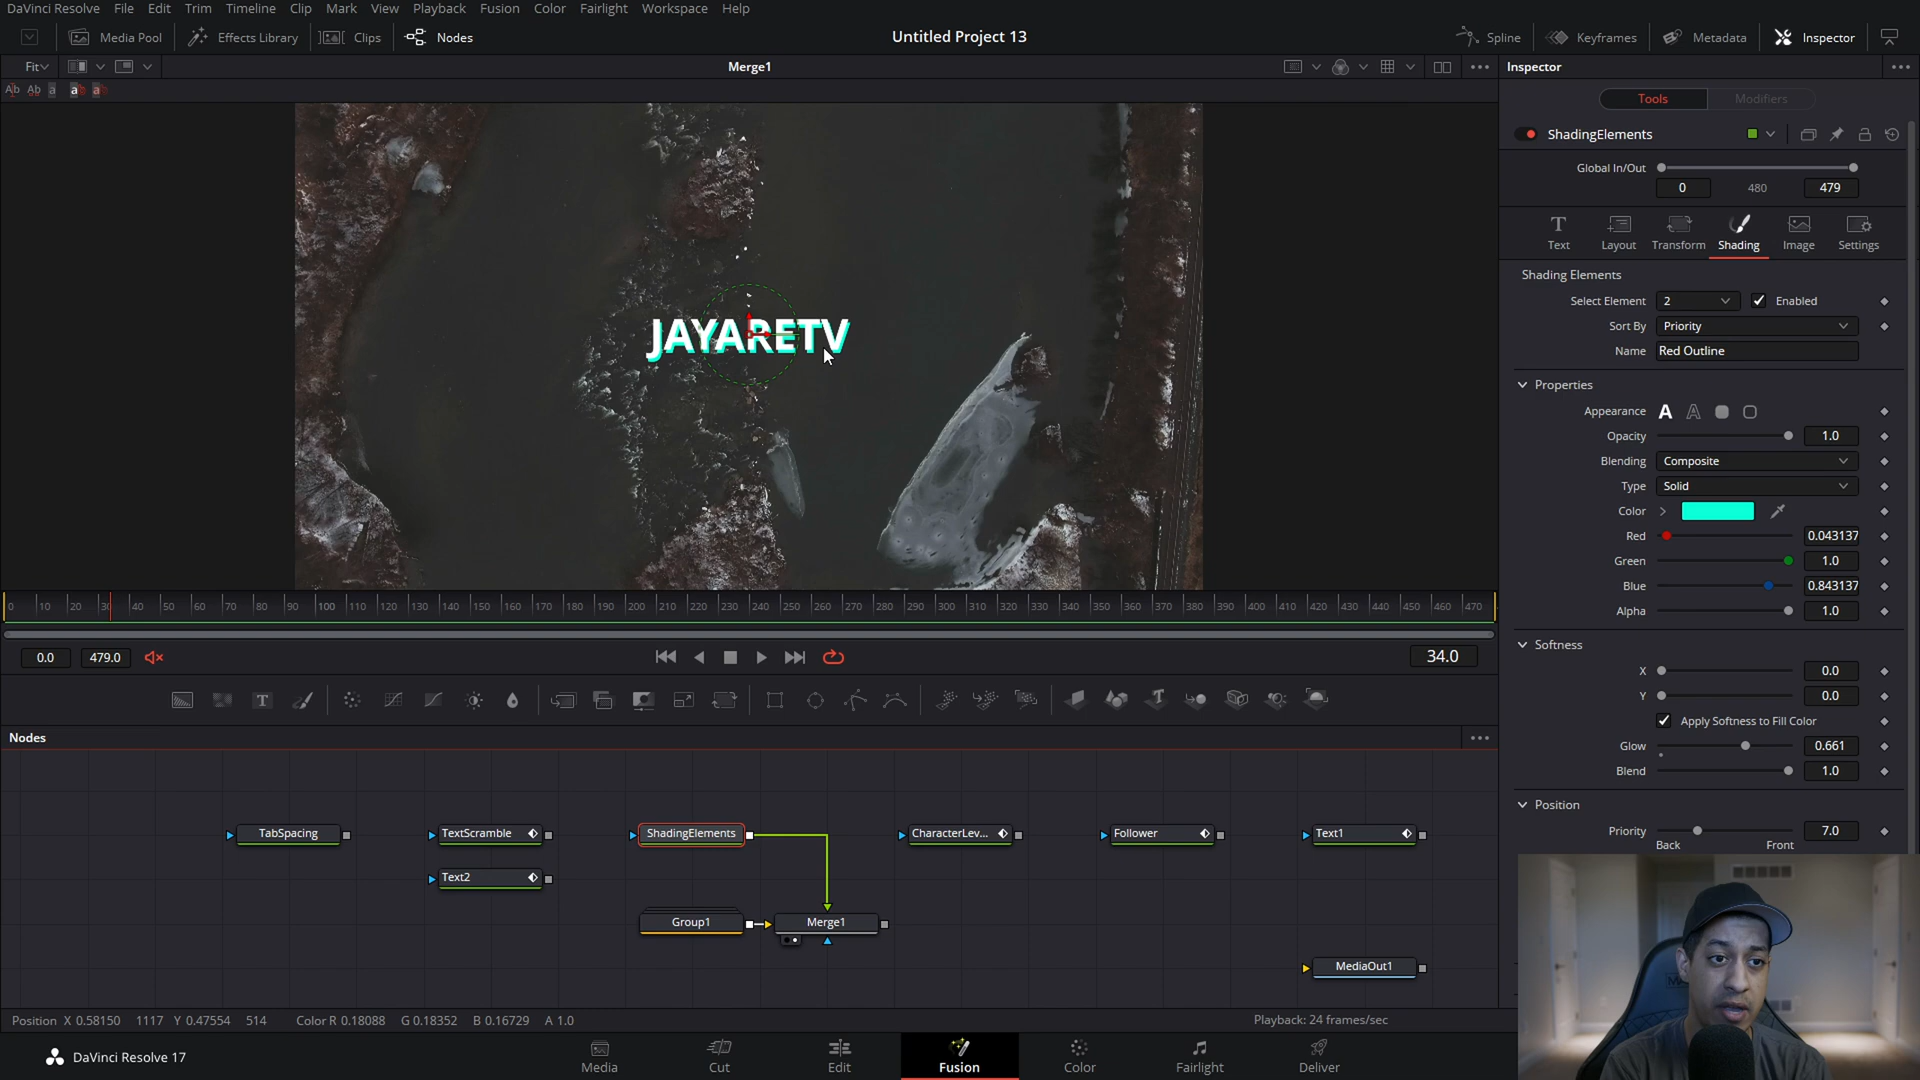 DaVinci Resolve File Edit Trim Timeline Clip Mark View Playback Fusion Color Fairlight Workspace Help
Media Pool Effects Library Clips Nodes Untitled Project 13 Spline Keyframes Metadata Inspector
Fit Merge1 Inspector
Tools Modifiers
ShadingElements
Global In/Out
0 480 479
Text Layout Transform Shading Image Settings
Shading Elements
Select Element 2 Enabled
Sort By Priority
Name Red Outline
JAYARETV
Properties
Appearance
Opacity 1.0
Blending Composite
Type Solid
Color
Red 0.043137
Green 1.0
Blue 0.843137
Alpha 1.0
0 10 20 30 40 50 60 70 80 90 100 110 120 130 140 150 160 170 180 190 200 210 220 230 240 250 260 270 280 290 300 310 320 330 340 350 360 370 380 390 400 410 420 430 440 450 460 470
0.0 479.0 34.0
Softness
X 0.0
Y 0.0
Apply Softness to Fill Color
Glow 0.661
Blend 1.0
Position
Priority 7.0
Back Front
Nodes
TabSpacing TextScramble ShadingElements CharacterLev... Follower Text1
Text2
Group1 Merge1
MediaOut1
Position X 0.58150 1117 Y 0.47554 514 Color R 0.18088 G 0.18352 B 0.16729 A 1.0 Playback: 24 frames/sec
DaVinci Resolve 17 Media Cut Edit Fusion Color Fairlight Deliver